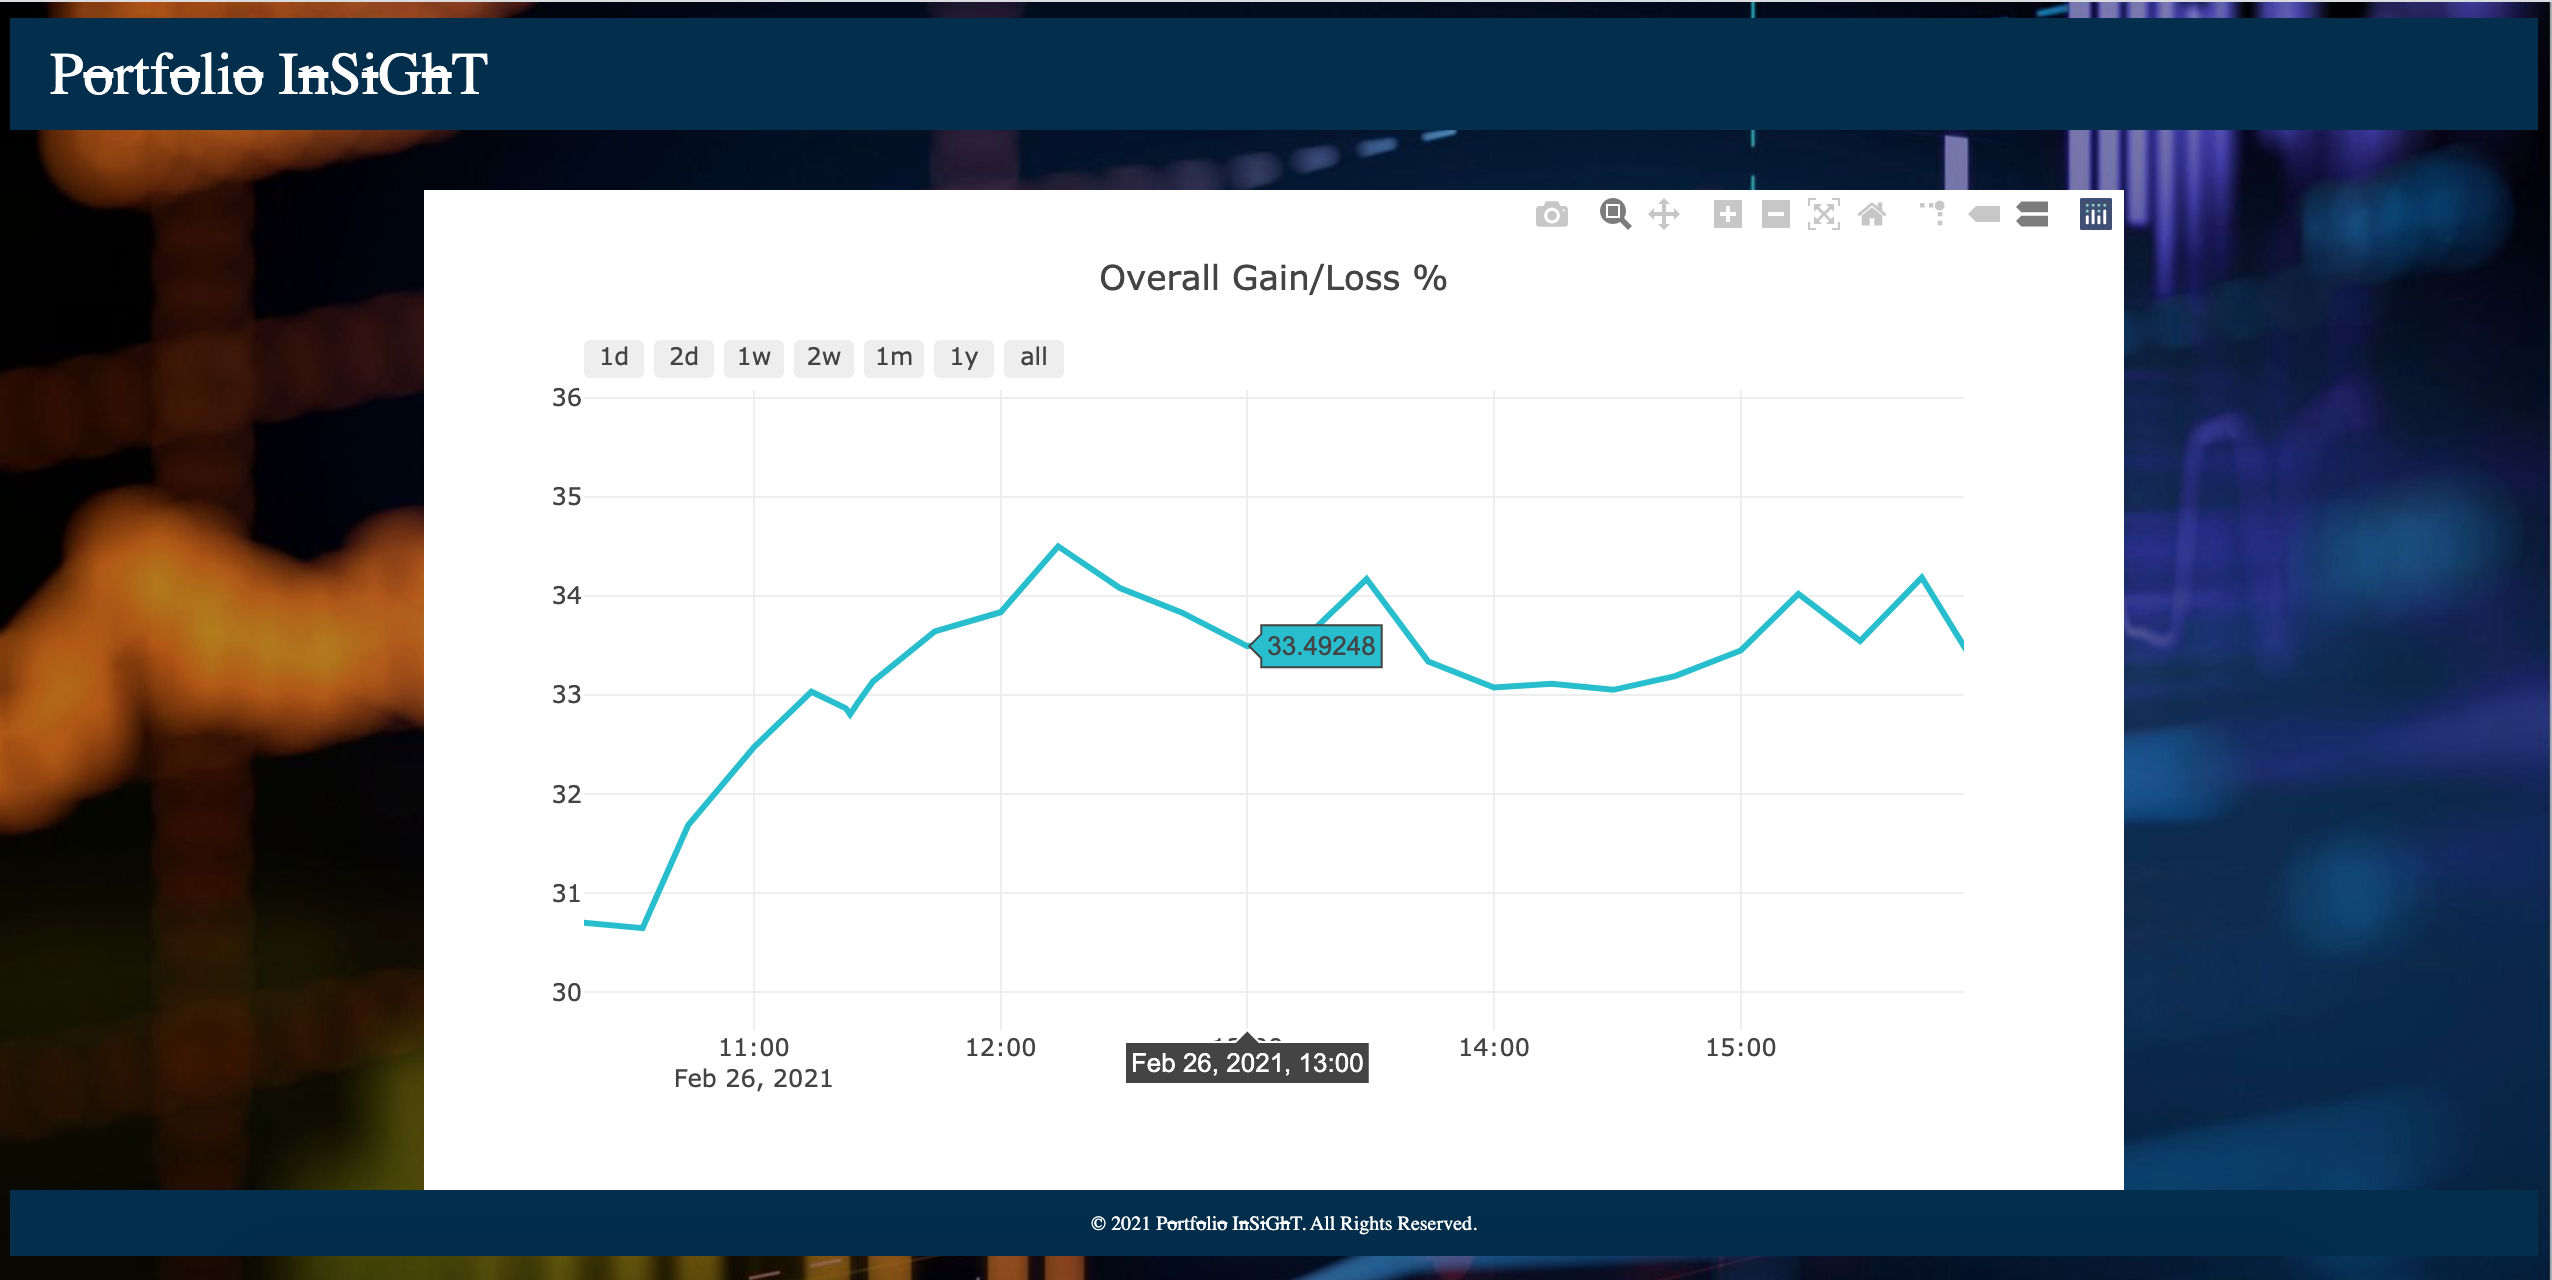 Portfolio InSiGhT
Overall Gain/Loss %
1d 2d 1w 2w 1m 1y all
36
35
34
33.49248
33
32
31
30
11:00 12:00 14:00 15:00
Feb 26, 2021, 13:00
Feb 26, 2021
© 2021 Portfolio InSiGhT. All Rights Reserved.